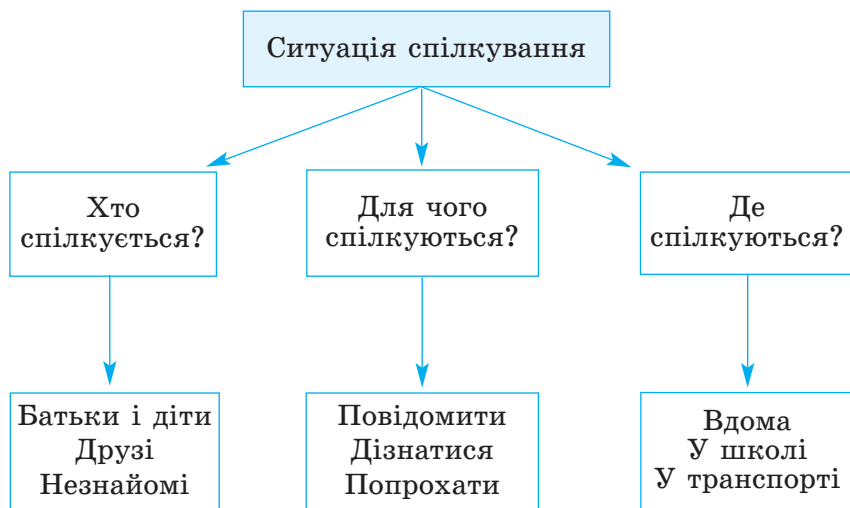 Ситуація спілкування
Хто
спілкується?
Для чого
спілкуються?
Де
спілкуються?
Батьки і діти
Друзі
Незнайомі
Повідомити
Дізнатися
Попрохати
Вдома
У школі
У транспорті